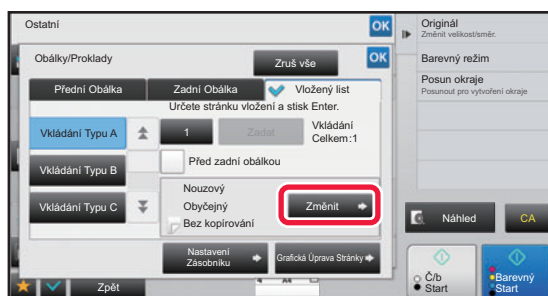 Ostatní
OK
Obálky/Proklady
Zruš vše
OK
Přední Obálka
Zadní Obálka
Vložený list
Určete stránku vložení a stisk Enter.
Vkládání Typu A
1
Zadat
Vkládání
Celkem:1
Před zadní obálkou
Vkládání Typu B
Vkládání Typu C
Nouzový
Obyčejný
Bez kopírování
Změnit
Nastavení
Zásobníku
Grafická Úprava Stránky
Zpět
A4
Originál
Změnit velikost/směr.
Barevný režim
Posun okraje
Posunout pro vytvoření okraje
Náhled
CA
Č/b
Start
Barevný
Start